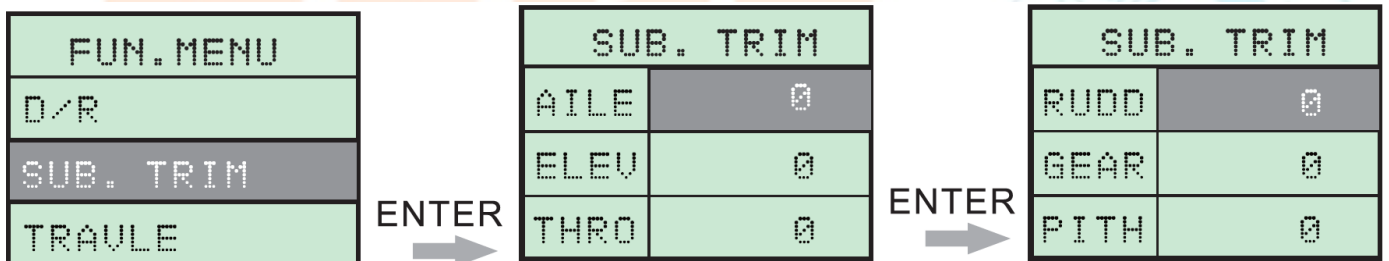 FUN.MENU
D/R
SUB. TRIM
TRAVLE
ENTER
SUB. TRIM
AILE 0
ELEV 0
THRO 0
ENTER
SUB. TRIM
RUDD 0
GEAR 0
PITH 0